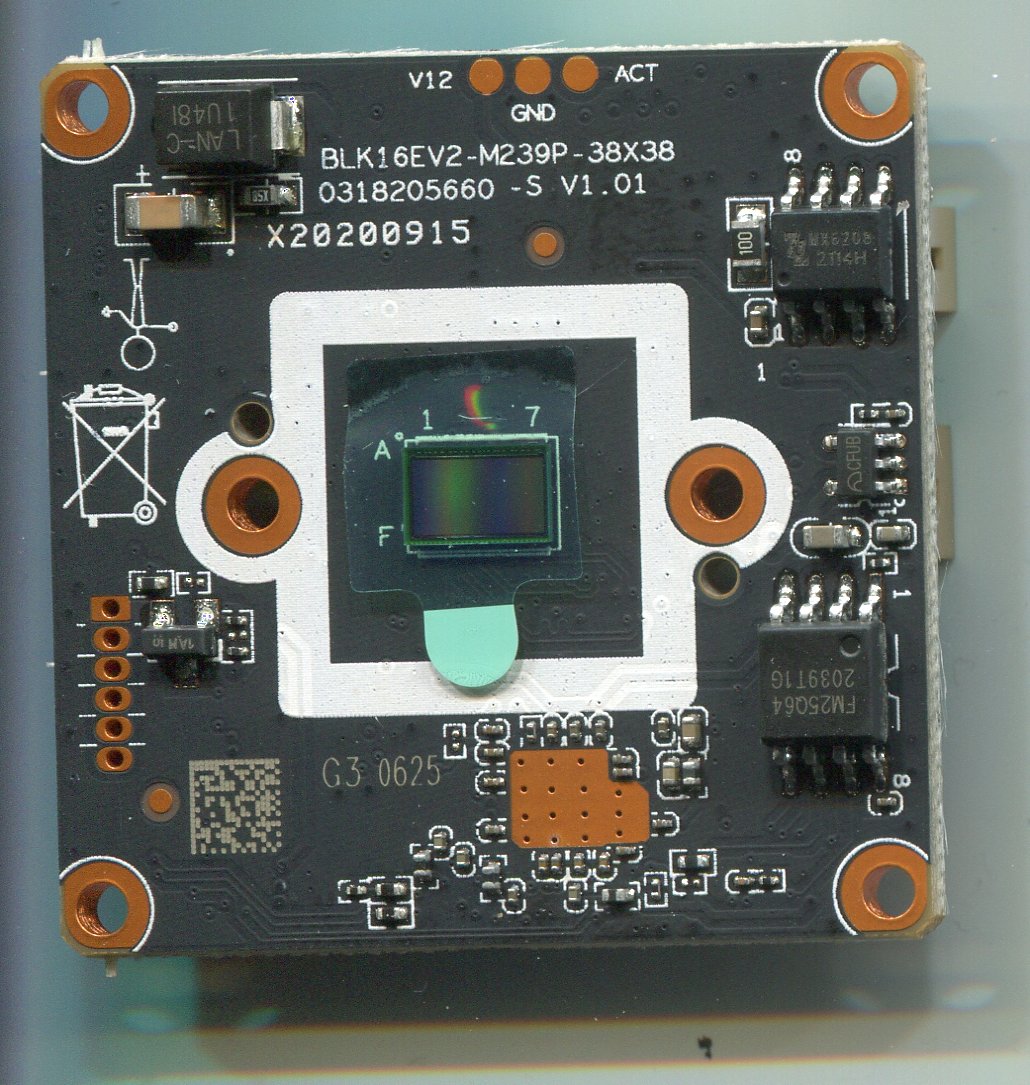 V12
ACT
GND
LAN-C
1U48I
BLK16EV2-M239P-38X38
0318205660 -S V1.01
X20200915
+
8
100
1
1
7
A
F
CFUB
1
FM25Q64
2039T1G
8
1AM
G3 0625